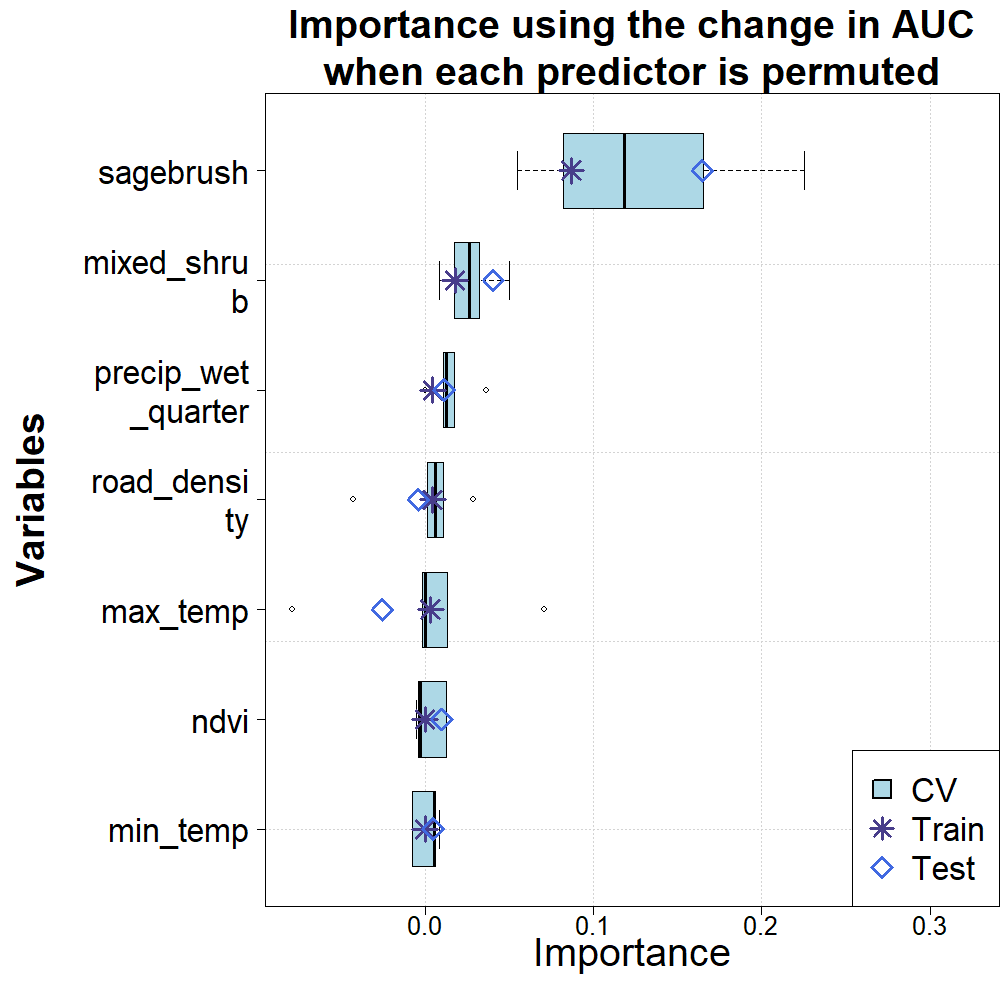 Importance using the change in AUC
when each predictor is permuted
Variables
sagebrush
mixed_shru
b
precip_wet
_quarter
road_densi
ty
max_temp
ndvi
min_temp
CV
Train
Test
0.0
0.1
0.2
0.3
Importance